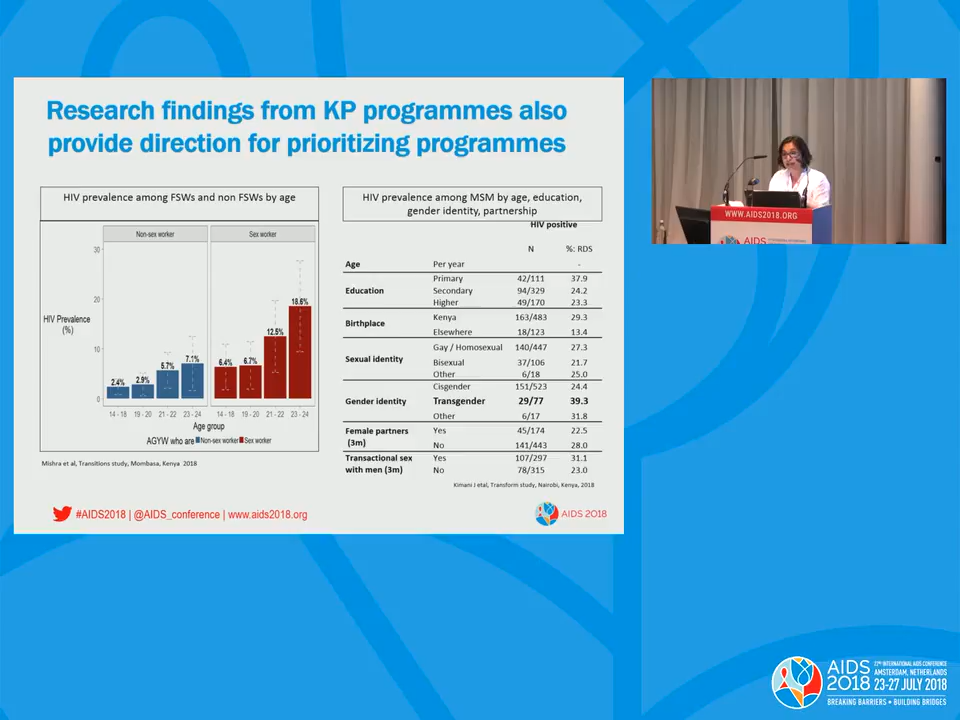 Research findings from KP programmes also
provide direction for prioritizing programmes
HIV prevalence among FSWs and non FSWs by age
Non-sex worker
Sex worker
HIV Prevalence
(%)
30
20
10
0
2.4%
2.9%
5.7%
7.1%
6.4%
6.7%
12.5%
18.6%
14 - 18
19 - 20
21 - 22
23 - 24
14 - 18
19 - 20
21 - 22
23 - 24
Age group
AGYW who are Non-sex worker Sex worker
Mishra et al, Transitions study, Mombasa, Kenya 2018
HIV prevalence among MSM by age, education,
gender identity, partnership
HIV positive
N %: RDS
Age Per year -
Education
Primary 42/111 37.9
Secondary 94/329 24.2
Higher 49/170 23.3
Birthplace
Kenya 163/483 29.3
Elsewhere 18/123 13.4
Sexual identity
Gay / Homosexual 140/447 27.3
Bisexual 37/106 21.7
Other 6/18 25.0
Gender identity
Cisgender 151/523 24.4
Transgender 29/77 39.3
Other 6/17 31.8
Female partners
(3m)
Yes 45/174 22.5
No 141/443 28.0
Transactional sex
with men (3m)
Yes 107/297 31.1
No 78/315 23.0
Kimani J etal, Transform study, Nairobi, Kenya, 2018
#AIDS2018 | @AIDS_conference | www.aids2018.org
AIDS 2018
WWW.AIDS2018.ORG
AIDS
AIDS
2018
22ND INTERNATIONAL AIDS CONFERENCE
AMSTERDAM, NETHERLANDS
23-27 JULY 2018
BREAKING BARRIERS • BUILDING BRIDGES